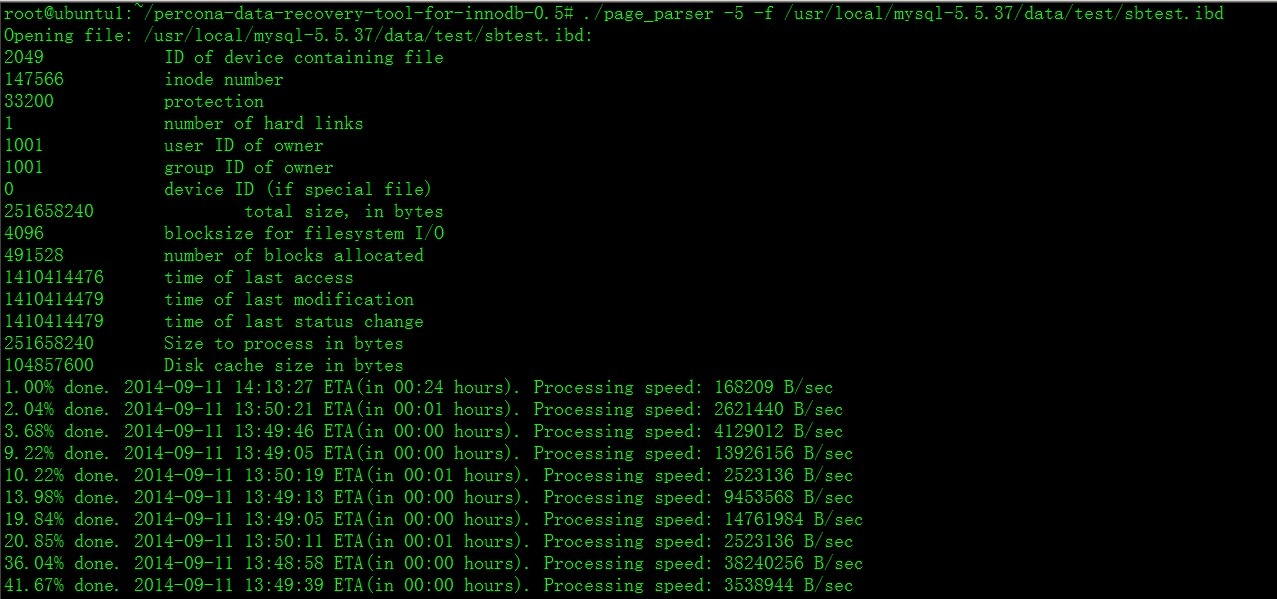 root@ubuntu1:~/percona-data-recovery-tool-for-innodb-0.5# ./page_parser -5 -f /usr/local/mysql-5.5.37/data/test/sbtest.ibd
Opening file: /usr/local/mysql-5.5.37/data/test/sbtest.ibd:
2049 ID of device containing file
147566 inode number
33200 protection
1 number of hard links
1001 user ID of owner
1001 group ID of owner
0 device ID (if special file)
251658240 total size, in bytes
4096 blocksize for filesystem I/O
491528 number of blocks allocated
1410414476 time of last access
1410414479 time of last modification
1410414479 time of last status change
251658240 Size to process in bytes
104857600 Disk cache size in bytes
1.00% done. 2014-09-11 14:13:27 ETA(in 00:24 hours). Processing speed: 168209 B/sec
2.04% done. 2014-09-11 13:50:21 ETA(in 00:01 hours). Processing speed: 2621440 B/sec
3.68% done. 2014-09-11 13:49:46 ETA(in 00:00 hours). Processing speed: 4129012 B/sec
9.22% done. 2014-09-11 13:49:05 ETA(in 00:00 hours). Processing speed: 13926156 B/sec
10.22% done. 2014-09-11 13:50:19 ETA(in 00:01 hours). Processing speed: 2523136 B/sec
13.98% done. 2014-09-11 13:49:13 ETA(in 00:00 hours). Processing speed: 9453568 B/sec
19.84% done. 2014-09-11 13:49:05 ETA(in 00:00 hours). Processing speed: 14761984 B/sec
20.85% done. 2014-09-11 13:50:11 ETA(in 00:01 hours). Processing speed: 2523136 B/sec
36.04% done. 2014-09-11 13:48:58 ETA(in 00:00 hours). Processing speed: 38240256 B/sec
41.67% done. 2014-09-11 13:49:39 ETA(in 00:00 hours). Processing speed: 3538944 B/sec